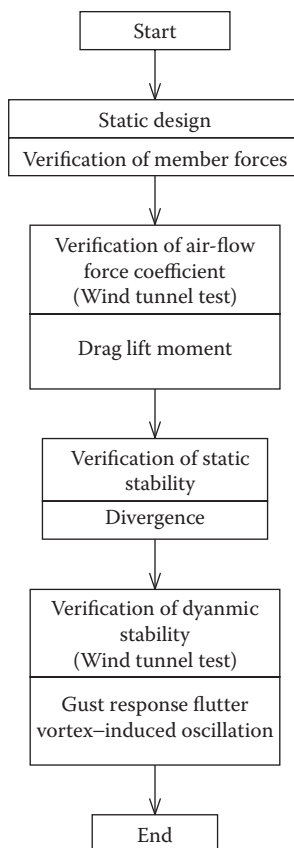 Start
Static design
Verification of member forces
Verification of air-flow
force coefficient
(Wind tunnel test)
Drag lift moment
Verification of static
stability
Divergence
Verification of dyanmic
stability
(Wind tunnel test)
Gust response flutter
vortex–induced oscillation
End